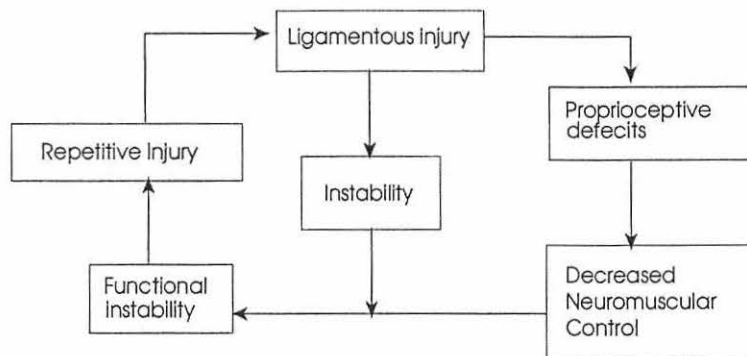 Ligamentous injury
Proprioceptive
defecits
Repetitive Injury
Instability
Functional
instability
Decreased
Neuromuscular
Control